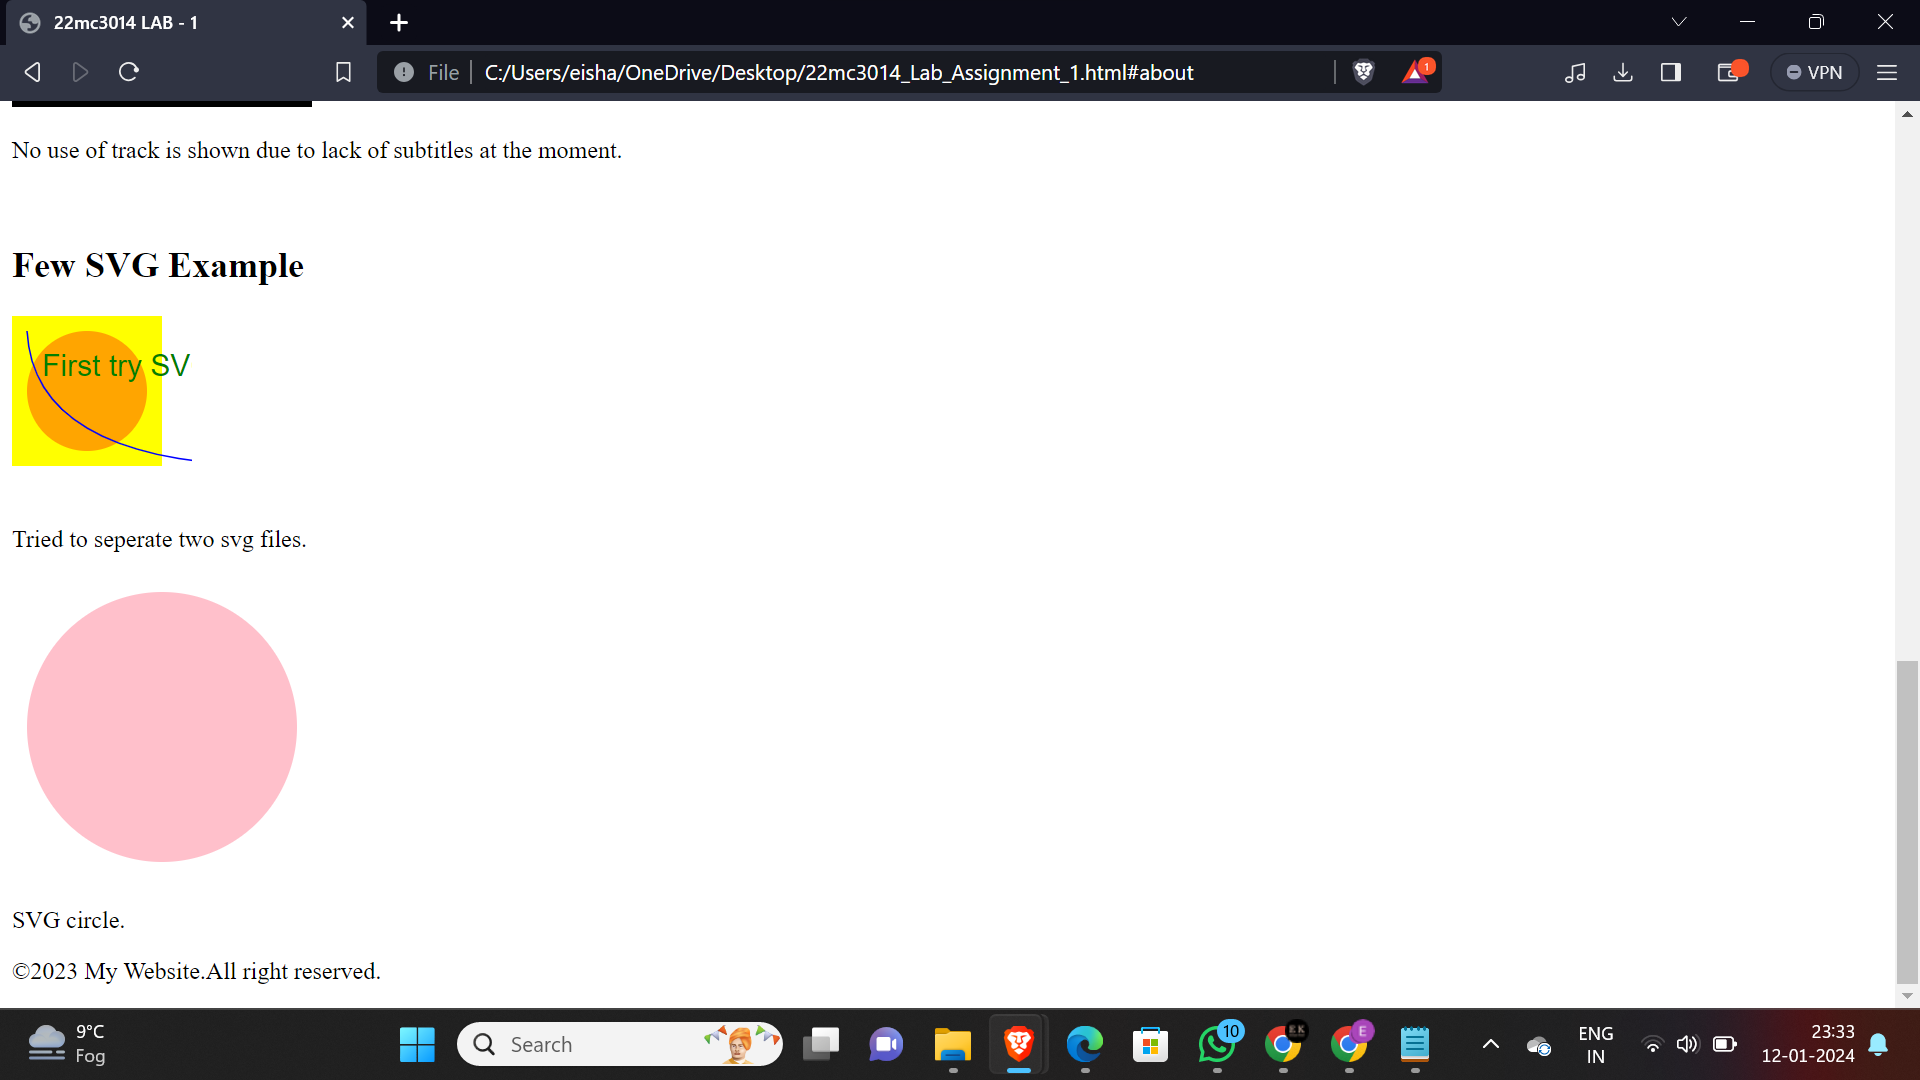 22mc3014 LAB - 1
File
C:/Users/eisha/OneDrive/Desktop/22mc3014_Lab_Assignment_1.html#about
1
VPN
No use of track is shown due to lack of subtitles at the moment.
Few SVG Example
First try SV
Tried to seperate two svg files.
SVG circle.
©2023 My Website.All right reserved.
9°C
Fog
Search
10
EK
E
ENG
IN
23:33
12-01-2024